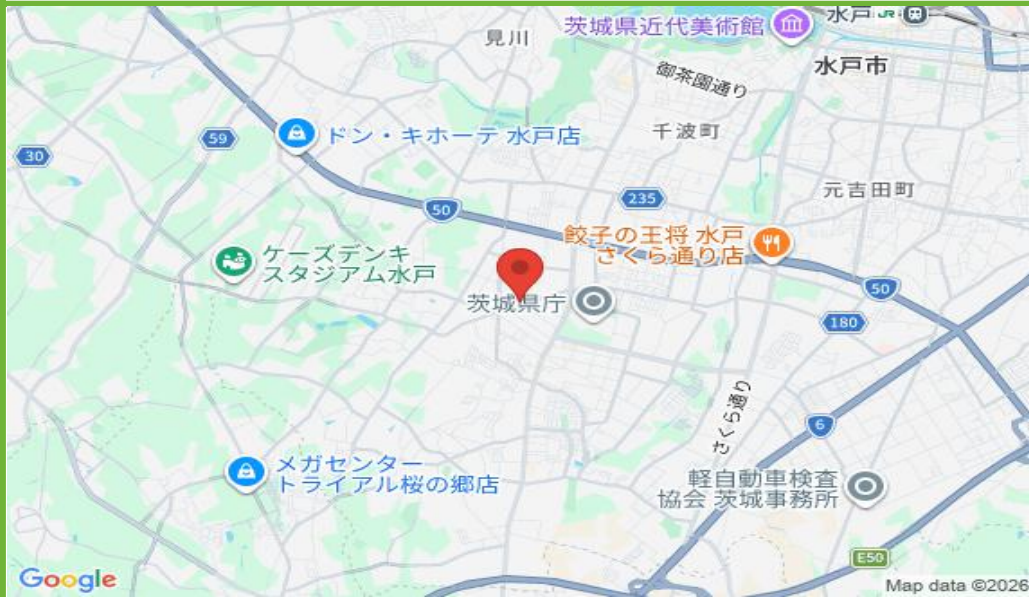 茨城県近代美術館
水戸 JR
見川
水戸市
御茶園通り
千波町
59
ドン・キホーテ 水戸店
30
235
元吉田町
50
餃子の王将 水戸
さくら通り店
ケーズデンキ
スタジアム水戸
茨城県庁
50
180
さくら通り
6
メガセンター
トライアル桜の郷店
軽自動車検査
協会 茨城事務所
E50
Google
Map data ©2026